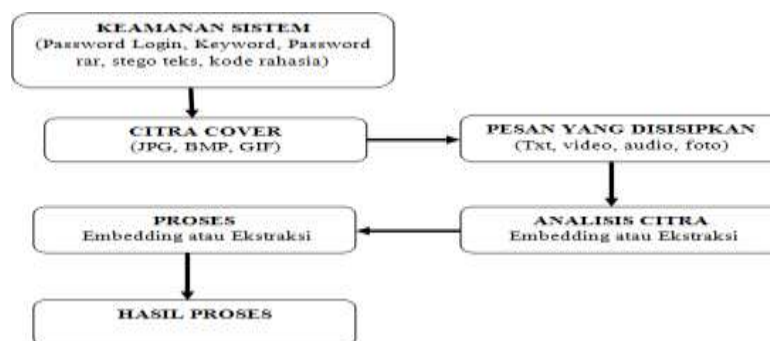 KEAMANAN SISTEM
(Password Login, Keyword, Password
rar, stego teks, kode rahasia)
CITRA COVER
(JPG, BMP, GIF)
PESAN YANG DISISIPKAN
(Txt, video, audio, foto)
PROSES
Embedding atau Ekstraksi
ANALISIS CITRA
Embedding atau Ekstraksi
HASIL PROSES